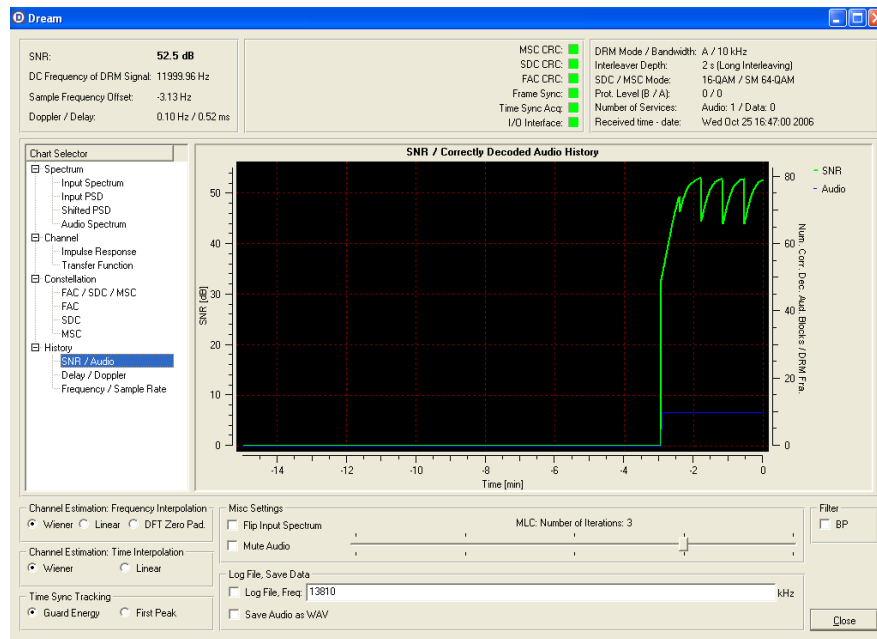 Dream
SNR: 52.5 dB
DC Frequency of DRM Signal: 11999.96 Hz
Sample Frequency Offset: -3.13 Hz
Doppler / Delay: 0.10 Hz / 0.52 ms
MSC CRC:
SDC CRC:
FAC CRC:
Frame Sync:
Time Sync Acq:
I/O Interface:
DRM Mode / Bandwidth: A / 10 kHz
Interleaver Depth: 2 s (Long Interleaving)
SDC / MSC Mode: 16-QAM / SM 64-QAM
Prot. Level (B / A): 0 / 0
Number of Services: Audio: 1 / Data: 0
Received time - date: Wed Oct 25 16:47:00 2006
Chart Selector
Spectrum
Input Spectrum
Input PSD
Shifted PSD
Audio Spectrum
Channel
Impulse Response
Transfer Function
Constellation
FAC / SDC / MSC
FAC
SDC
MSC
History
SNR / Audio
Delay / Doppler
Frequency / Sample Rate
SNR / Correctly Decoded Audio History
SNR [dB]
50
40
30
20
10
0
80
60
40
20
0
Num. Corr. Dec. Aud. Blocks / DRM Fra.
SNR
Audio
-14 -12 -10 -8 -6 -4 -2 0
Time [min]
Channel Estimation: Frequency Interpolation
Wiener Linear DFT Zero Pad.
Channel Estimation: Time Interpolation
Wiener Linear
Time Sync Tracking
Guard Energy First Peak
Misc Settings
Flip Input Spectrum
Mute Audio
MLC: Number of Iterations: 3
Log File, Save Data
Log File, Freq: 13810 kHz
Save Audio as WAV
Filter
BP
Close